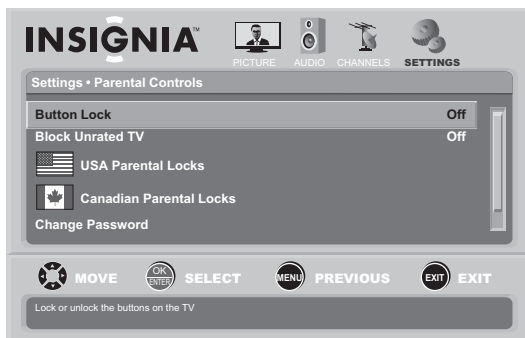 INSIGNIA™
PICTURE AUDIO CHANNELS SETTINGS
Settings • Parental Controls
Button Lock Off
Block Unrated TV Off
USA Parental Locks
Canadian Parental Locks
Change Password
MOVE OK ENTER SELECT MENU PREVIOUS EXIT EXIT
Lock or unlock the buttons on the TV